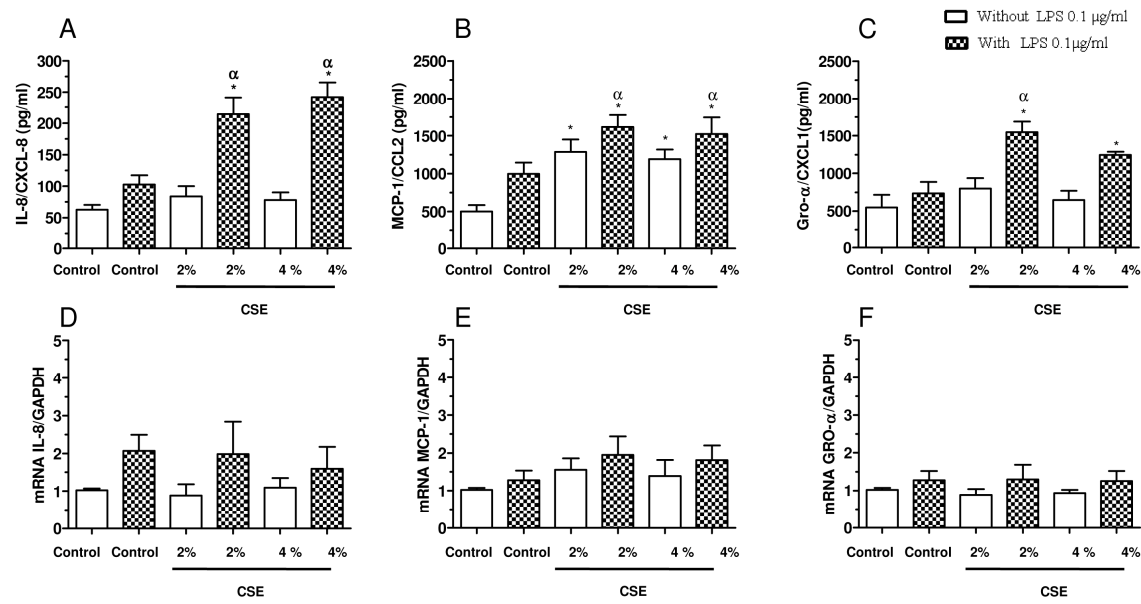 Without LPS 0.1 µg/ml
With LPS 0.1µg/ml
A
IL-8/CXCL-8 (pg/ml)
300
250
200
150
100
50
0
α
*
α
*
Control Control 2% 2% 4 % 4%
CSE
B
MCP-1/CCL2 (pg/ml)
2500
2000
1500
1000
500
0
*
α
*
*
α
*
Control Control 2% 2% 4 % 4%
CSE
C
Gro-α/CXCL1(pg/ml)
2500
2000
1500
1000
500
0
α
*
*
Control Control 2% 2% 4 % 4%
CSE
D
mRNA IL-8/GAPDH
5
4
3
2
1
0
Control Control 2% 2% 4 % 4%
CSE
E
mRNA MCP-1/GAPDH
5
4
3
2
1
0
Control Control 2% 2% 4 % 4%
CSE
F
mRNA GRO-α/GAPDH
5
4
3
2
1
0
Control Control 2% 2% 4 % 4%
CSE